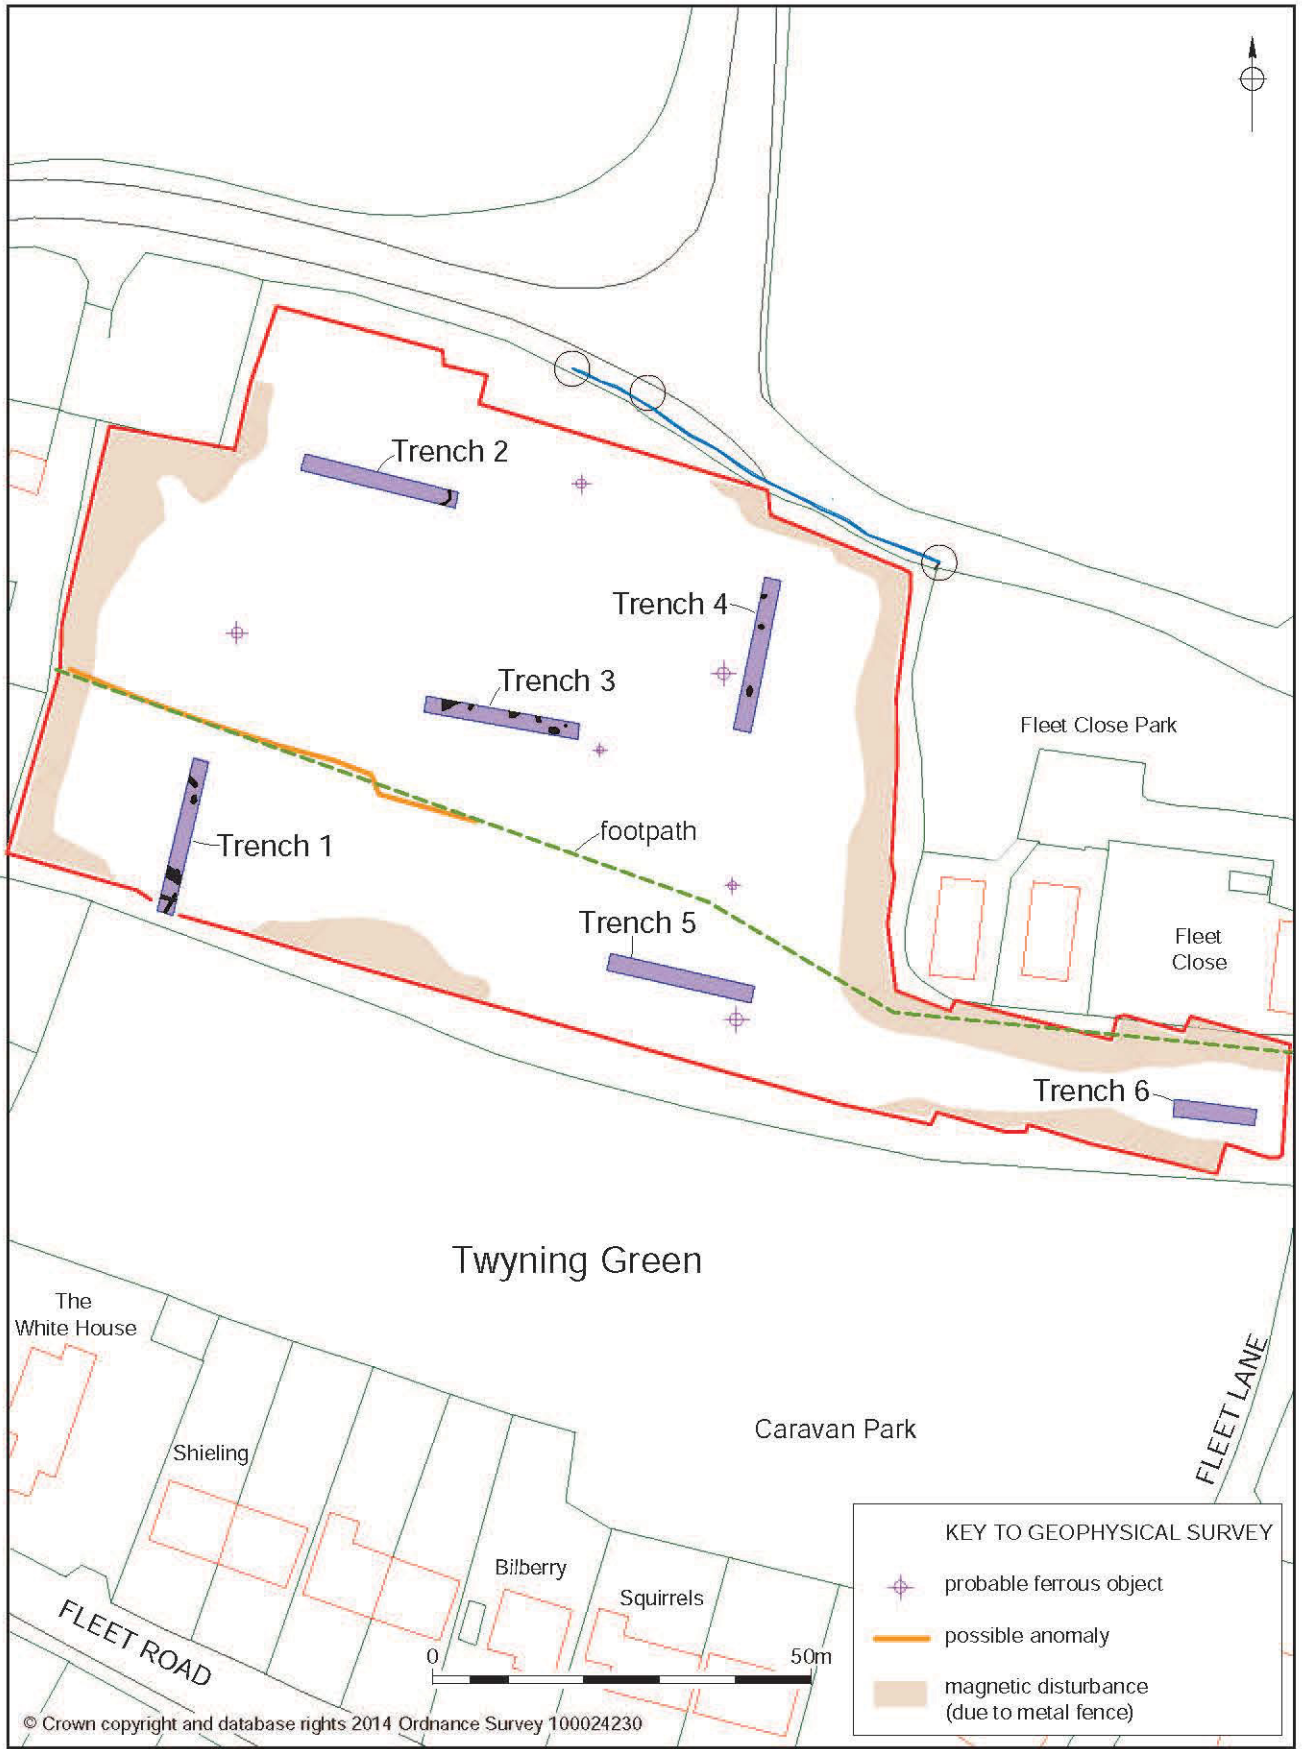 Trench 2
Trench 4
Trench 3
Fleet Close Park
footpath
Trench 1
Trench 5
Fleet
Close
Trench 6
Twyning Green
The
White House
FLEET LANE
Caravan Park
Shieling
KEY TO GEOPHYSICAL SURVEY
probable ferrous object
possible anomaly
magnetic disturbance
(due to metal fence)
Bilberry
Squirrels
FLEET ROAD
0 50m
© Crown copyright and database rights 2014 Ordnance Survey 100024230